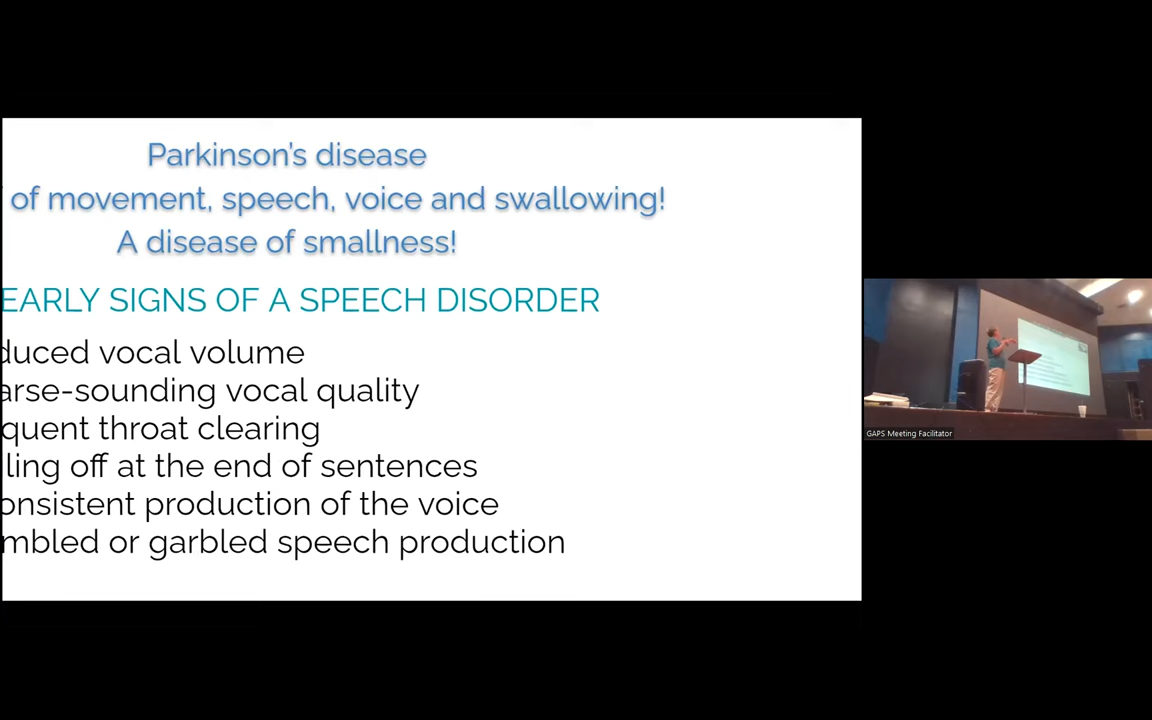 Parkinson's disease
of movement, speech, voice and swallowing!
A disease of smallness!
EARLY SIGNS OF A SPEECH DISORDER
duced vocal volume
arse-sounding vocal quality
quent throat clearing
ling off at the end of sentences
onsistent production of the voice
mbled or garbled speech production
GAPS Meeting Facilitator